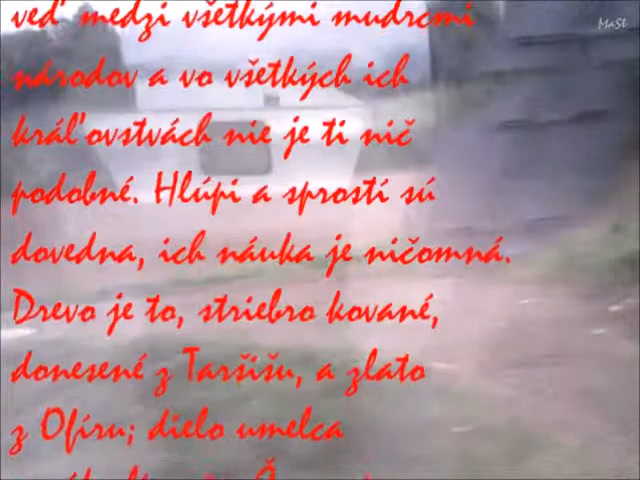 veď medzi všetkými mudrcmi
národov a vo všetkých ich
kráľovstvách nie je ti nič
podobné. Hlúpi a sprostí sú
dovedna, ich náuka je ničomná.
Drevo je to, striebro kované,
donesené z Taršišu, a zlato
z Ofíru; dielo umelca
MaSt